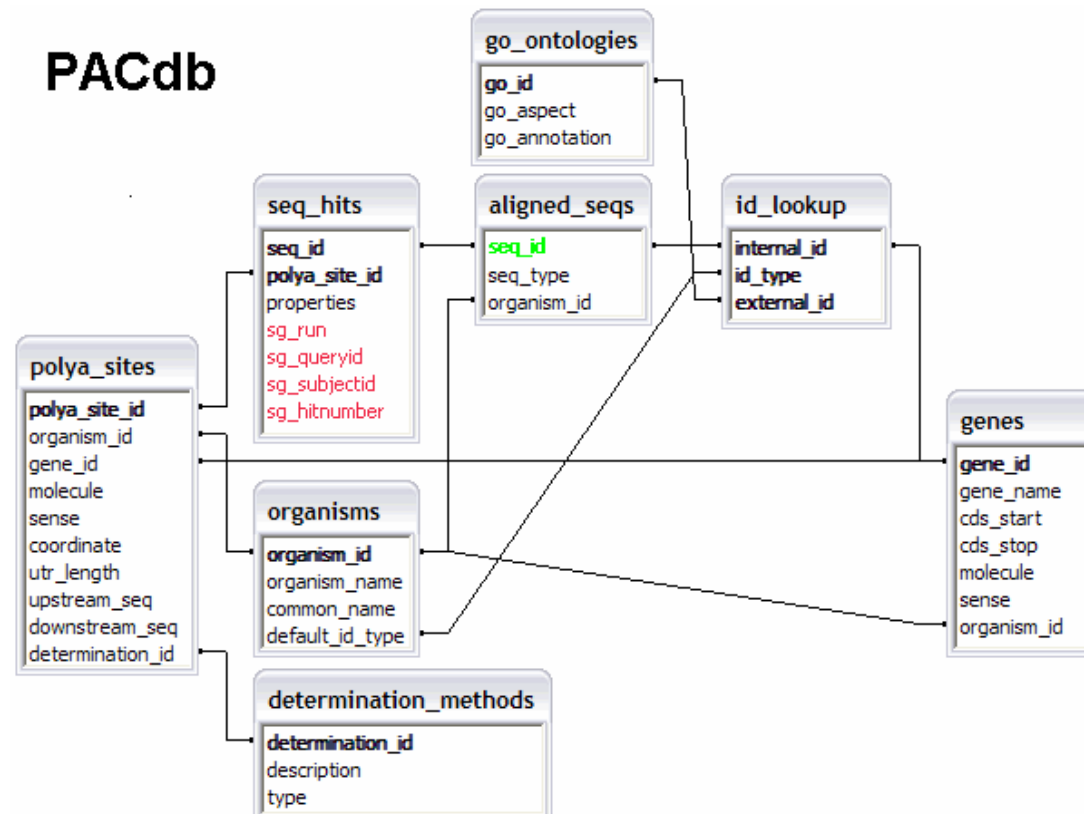 PACdb
go_ontologies
go_id
go_aspect
go_annotation
seq_hits
seq_id
polya_site_id
properties
sg_run
sg_queryid
sg_subjectid
sg_hitnumber
aligned_seqs
seq_id
seq_type
organism_id
id_lookup
internal_id
id_type
external_id
polya_sites
polya_site_id
organism_id
gene_id
molecule
sense
coordinate
utr_length
upstream_seq
downstream_seq
determination_id
organisms
organism_id
organism_name
common_name
default_id_type
genes
gene_id
gene_name
cds_start
cds_stop
molecule
sense
organism_id
determination_methods
determination_id
description
type